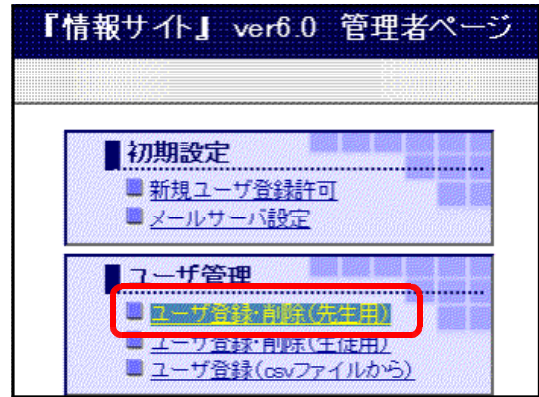 『情報サイト』 ver6.0 管理者ページ
初期設定
新規ユーザ登録許可
メールサーバ設定
ユーザ管理
ユーザ登録・削除(先生用)
ユーザ登録・削除(生徒用)
ユーザ登録(csvファイルから)